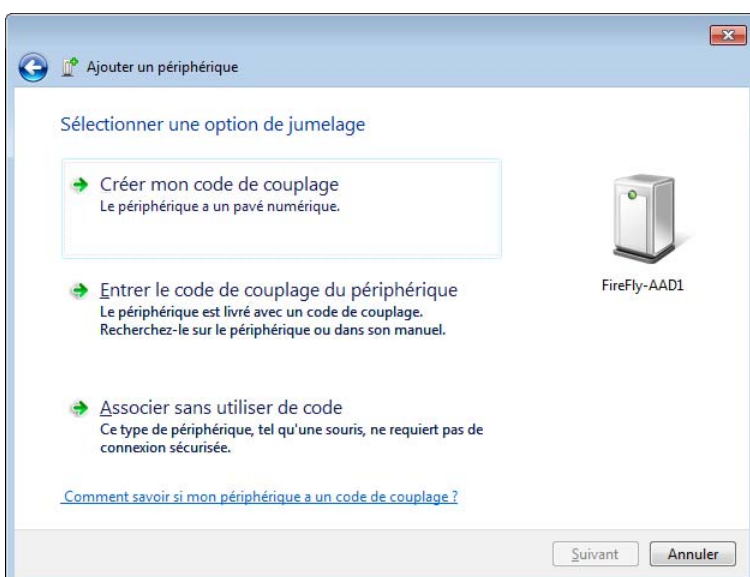 Ajouter un périphérique
Sélectionner une option de jumelage
Créer mon code de couplage
Le périphérique a un pavé numérique.
FireFly-AAD1
Entrer le code de couplage du périphérique
Le périphérique est livré avec un code de couplage.
Recherchez-le sur le périphérique ou dans son manuel.
Associer sans utiliser de code
Ce type de périphérique, tel qu'une souris, ne requiert pas de
connexion sécurisée.
Comment savoir si mon périphérique a un code de couplage ?
Suivant
Annuler